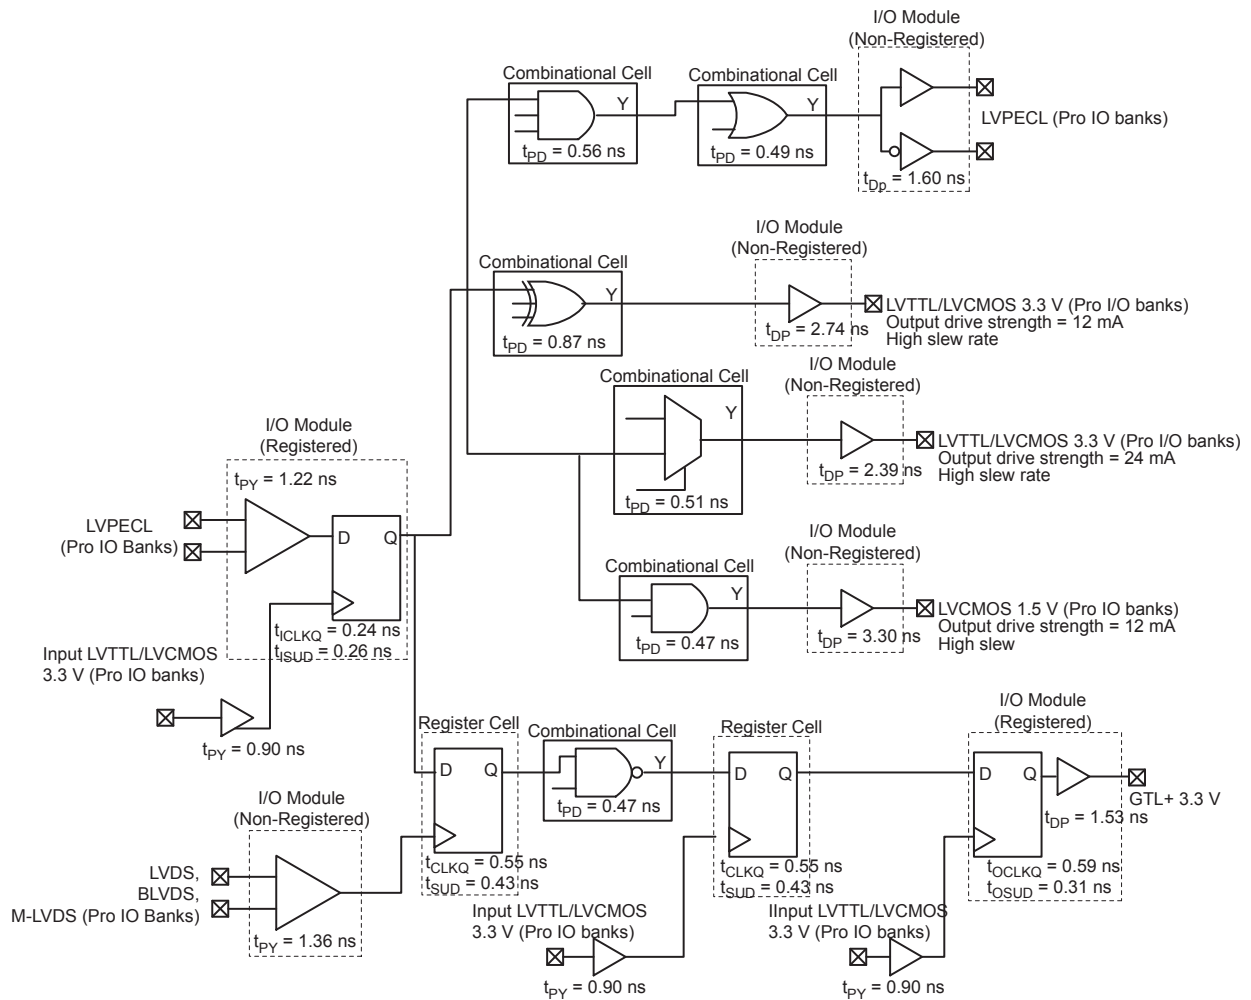 I/O Module
(Non-Registered)
Combinational Cell
Y
tPD = 0.56 ns
Combinational Cell
Y
tPD = 0.49 ns
LVPECL (Pro IO banks)
tDp = 1.60 ns
I/O Module
(Non-Registered)
Combinational Cell
Y
tPD = 0.87 ns
tDP = 2.74 ns
LVTTL/LVCMOS 3.3 V (Pro I/O banks)
Output drive strength = 12 mA
High slew rate
I/O Module
(Non-Registered)
Combinational Cell
Y
tPD = 0.51 ns
tDP = 2.39 ns
LVTTL/LVCMOS 3.3 V (Pro I/O banks)
Output drive strength = 24 mA
High slew rate
I/O Module
(Registered)
tPY = 1.22 ns
LVPECL
(Pro IO Banks)
D
Q
tICLKQ = 0.24 ns
tISUD = 0.26 ns
Input LVTTL/LVCMOS
3.3 V (Pro IO banks)
tPY = 0.90 ns
I/O Module
(Non-Registered)
Combinational Cell
Y
tPD = 0.47 ns
tDP = 3.30 ns
LVCMOS 1.5 V (Pro IO banks)
Output drive strength = 12 mA
High slew
Register Cell
D
Q
tCLKQ = 0.55 ns
tSUD = 0.43 ns
Combinational Cell
Y
tPD = 0.47 ns
Register Cell
D
Q
tCLKQ = 0.55 ns
tSUD = 0.43 ns
I/O Module
(Registered)
D
Q
tDP = 1.53 ns
GTL+ 3.3 V
tOCLKQ = 0.59 ns
tOSUD = 0.31 ns
I/O Module
(Non-Registered)
LVDS,
BLVDS,
M-LVDS (Pro IO Banks)
tPY = 1.36 ns
Input LVTTL/LVCMOS
3.3 V (Pro IO banks)
tPY = 0.90 ns
IInput LVTTL/LVCMOS
3.3 V (Pro IO banks)
tPY = 0.90 ns